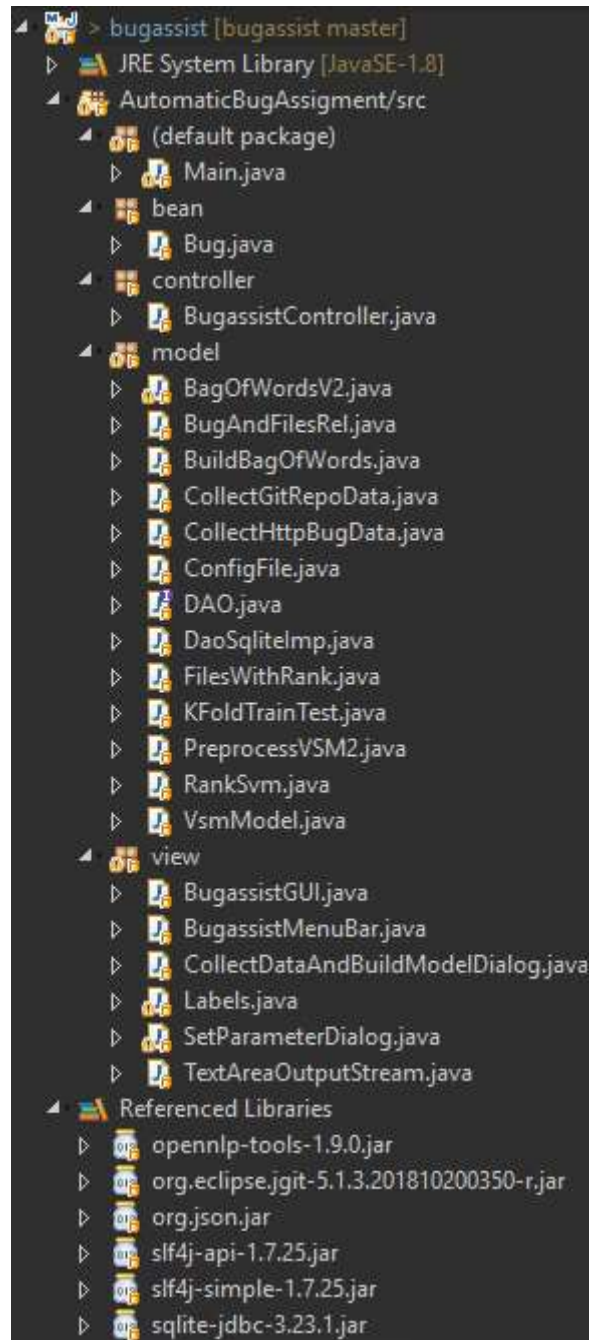 > bugassist [bugassist master]
JRE System Library [JavaSE-1.8]
AutomaticBugAssigment/src
(default package)
Main.java
bean
Bug.java
controller
BugassistController.java
model
BagOfWordsV2.java
BugAndFilesRel.java
BuildBagOfWords.java
CollectGitRepoData.java
CollectHttpBugData.java
ConfigFile.java
DAO.java
DaoSqliteImp.java
FilesWithRank.java
KFoldTrainTest.java
PreprocessVSM2.java
RankSvm.java
VsmModel.java
view
BugassistGUI.java
BugassistMenuBar.java
CollectDataAndBuildModelDialog.java
Labels.java
SetParameterDialog.java
TextAreaOutputStream.java
Referenced Libraries
opennlp-tools-1.9.0.jar
org.eclipse.jgit-5.1.3.201810200350-r.jar
org.json.jar
slf4j-api-1.7.25.jar
slf4j-simple-1.7.25.jar
sqlite-jdbc-3.23.1.jar